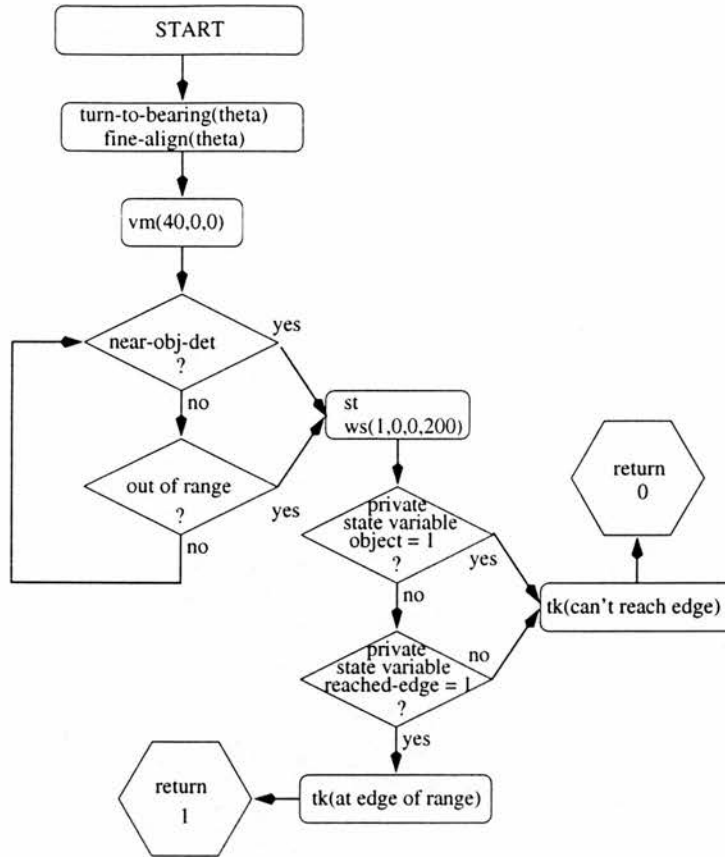 START
turn-to-bearing(theta)
fine-align(theta)
vm(40,0,0)
near-obj-det
?
yes
no
out of range
?
yes
no
st
ws(1,0,0,200)
private
state variable
object = 1
?
yes
no
private
state variable
reached-edge = 1
?
no
yes
tk(can't reach edge)
return
0
tk(at edge of range)
return
1